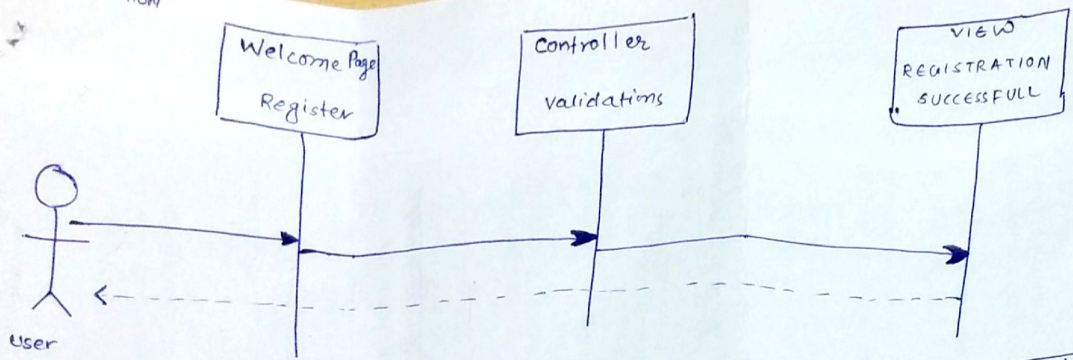 Welcome Page
Register
Controller
Validations
VIEW
REGISTRATION
SUCCESSFULL
User